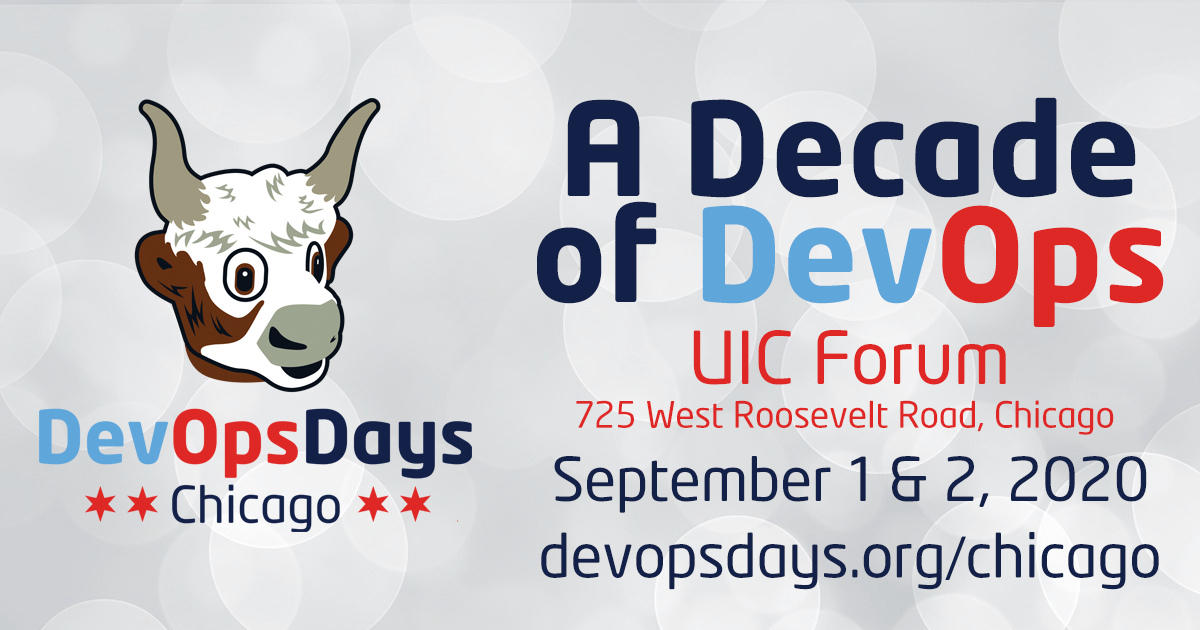 DevOpsDays
Chicago
A Decade
of DevOps
UIC Forum
725 West Roosevelt Road, Chicago
September 1 & 2, 2020
devopsdays.org/chicago